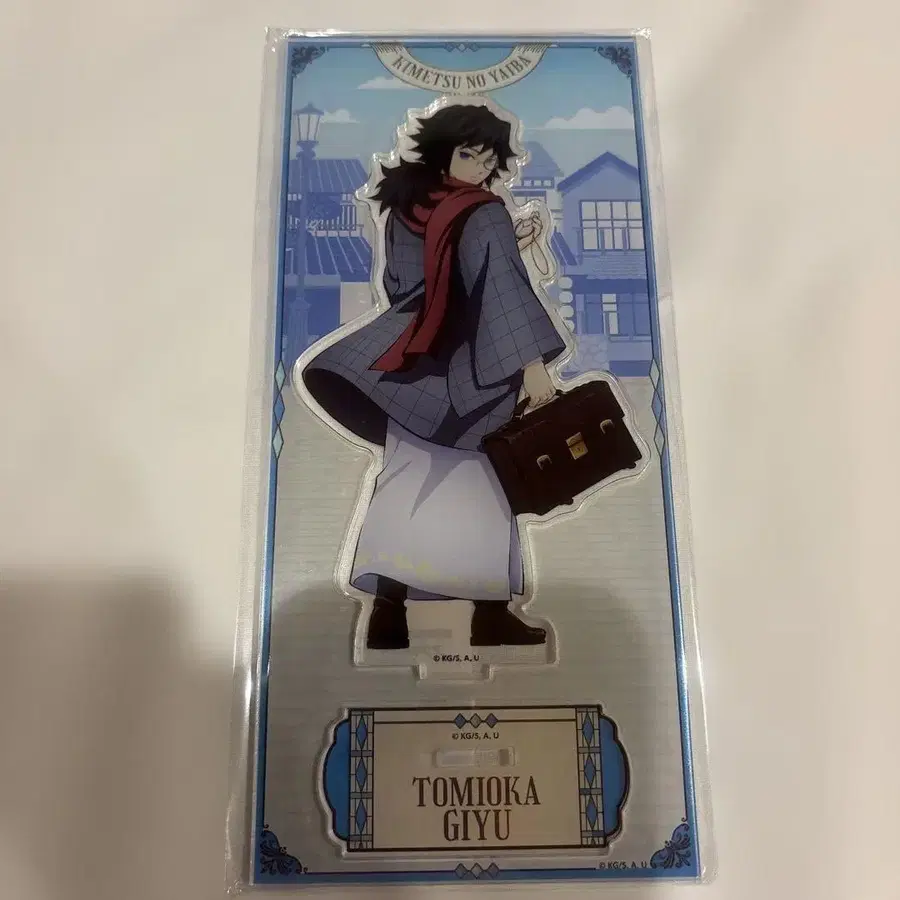 KIMETSU NO YAIBA
© KG/S, A, U
© KG/S, A, U
TOMIOKA
GIYU
© KG/S, A, U